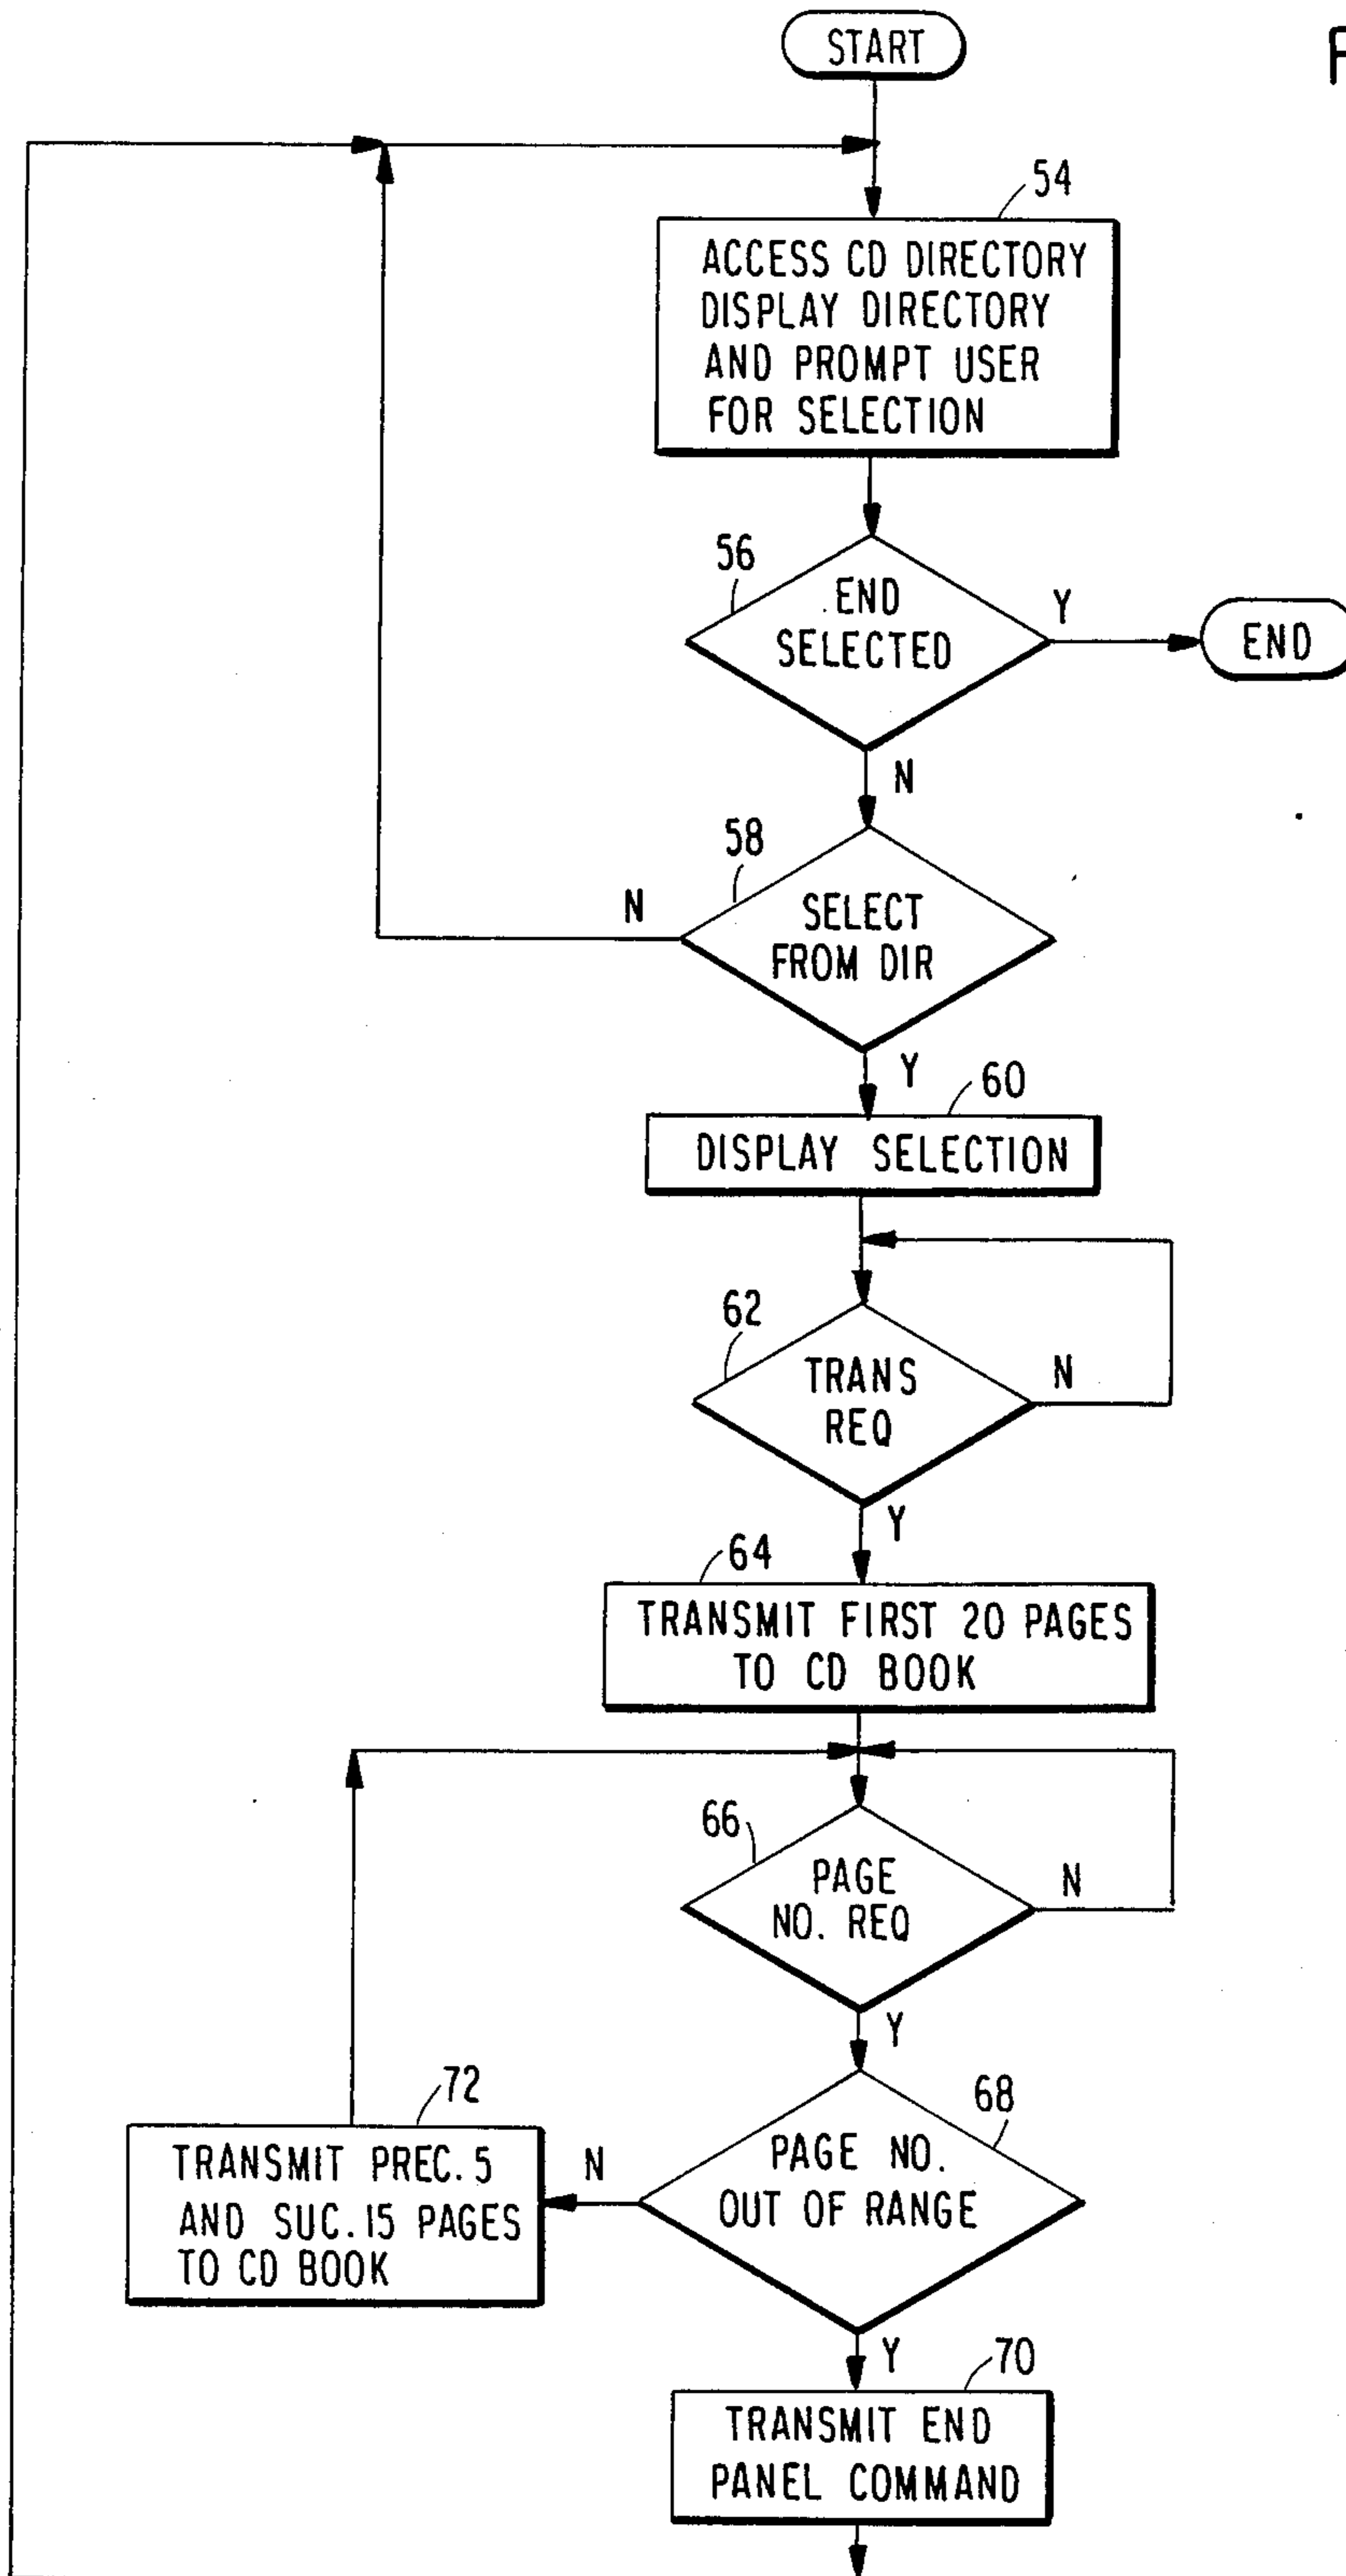 START
54
ACCESS CD DIRECTORY
DISPLAY DIRECTORY
AND PROMPT USER
FOR SELECTION
56
END
SELECTED
Y
END
N
58
SELECT
FROM DIR
N
Y
60
DISPLAY SELECTION
62
TRANS
REQ
N
Y
64
TRANSMIT FIRST 20 PAGES
TO CD BOOK
66
PAGE
NO. REQ
N
Y
68
PAGE NO.
OUT OF RANGE
N
72
TRANSMIT PREC. 5
AND SUC. 15 PAGES
TO CD BOOK
Y
70
TRANSMIT END
PANEL COMMAND